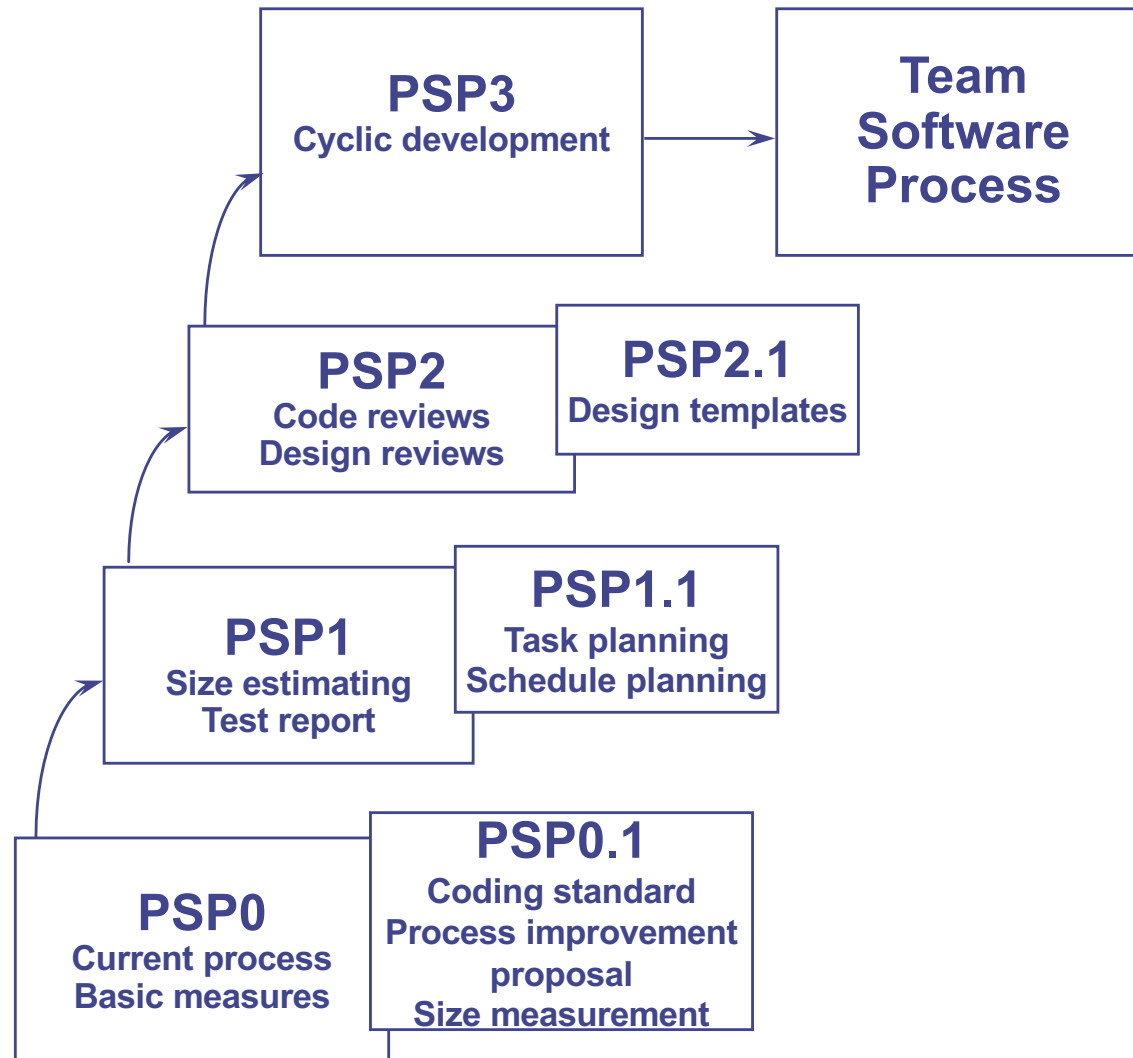 PSP3
Cyclic development
Team
Software
Process
PSP2
Code reviews
Design reviews
PSP2.1
Design templates
PSP1
Size estimating
Test report
PSP1.1
Task planning
Schedule planning
PSP0
Current process
Basic measures
PSP0.1
Coding standard
Process improvement
proposal
Size measurement